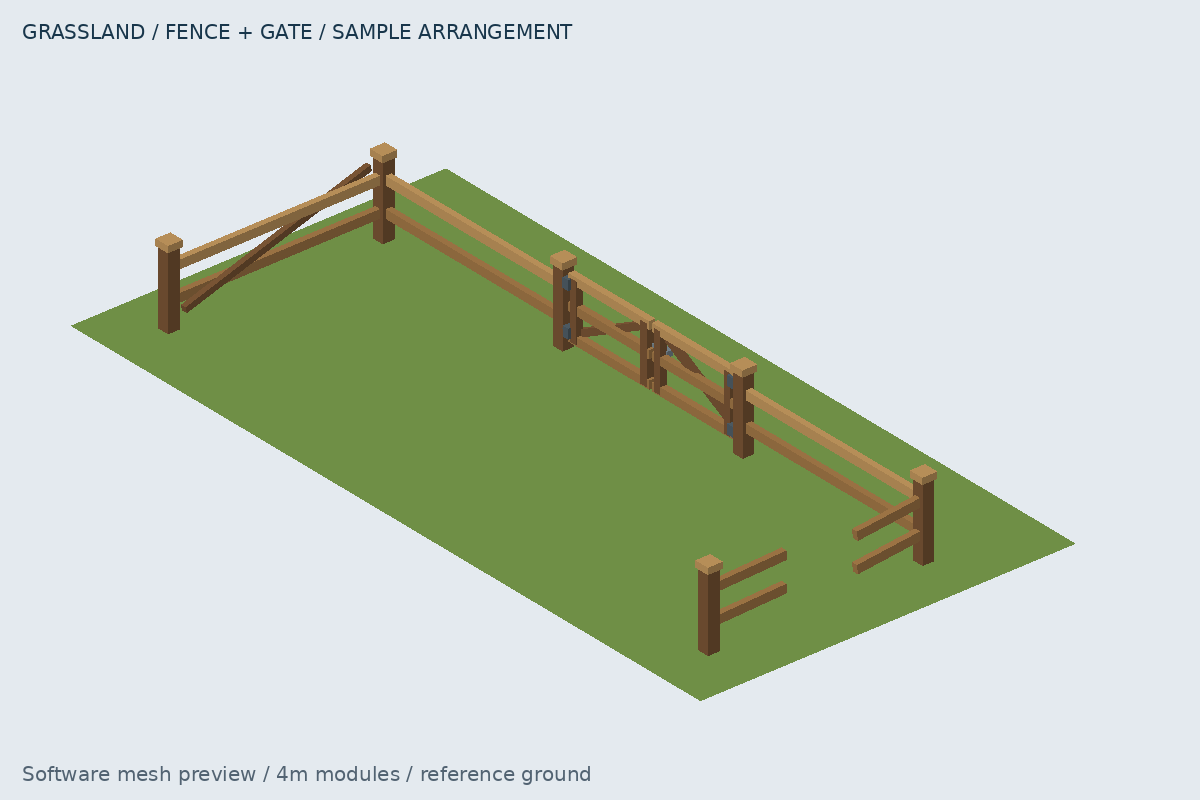 GRASSLAND / FENCE + GATE / SAMPLE ARRANGEMENT
Software mesh preview / 4m modules / reference ground